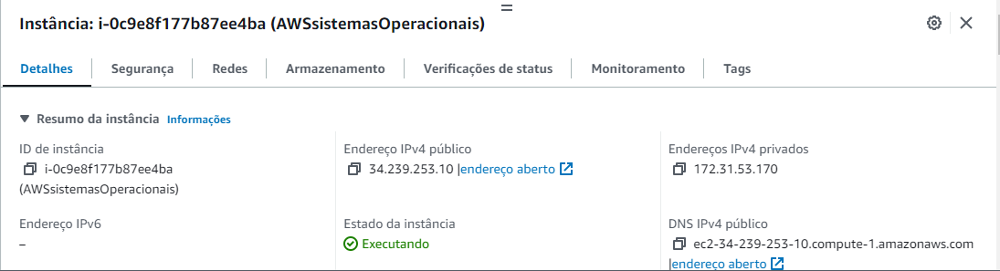 Instância: i-0c9e8f177b87ee4ba (AWSsistemasOperacionais)
Detalhes
Segurança
Redes
Armazenamento
Verificações de status
Monitoramento
Tags
Resumo da instância Informações
ID de instância
i-0c9e8f177b87ee4ba
(AWSsistemasOperacionais)
Endereço IPv4 público
34.239.253.10 |endereço aberto
Endereços IPv4 privados
172.31.53.170
Endereço IPv6
–
Estado da instância
Executando
DNS IPv4 público
ec2-34-239-253-10.compute-1.amazonaws.com
|endereço aberto